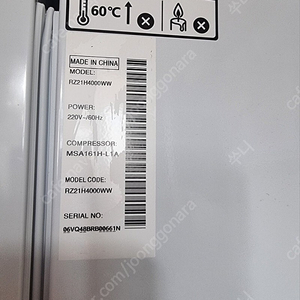 60℃
MADE IN CHINA
MODEL:
RZ21H4000WW
POWER:
220V~/60Hz
COMPRESSOR:
MSA161H-L1A
MODEL CODE:
RZ21H4000WW
SERIAL NO: